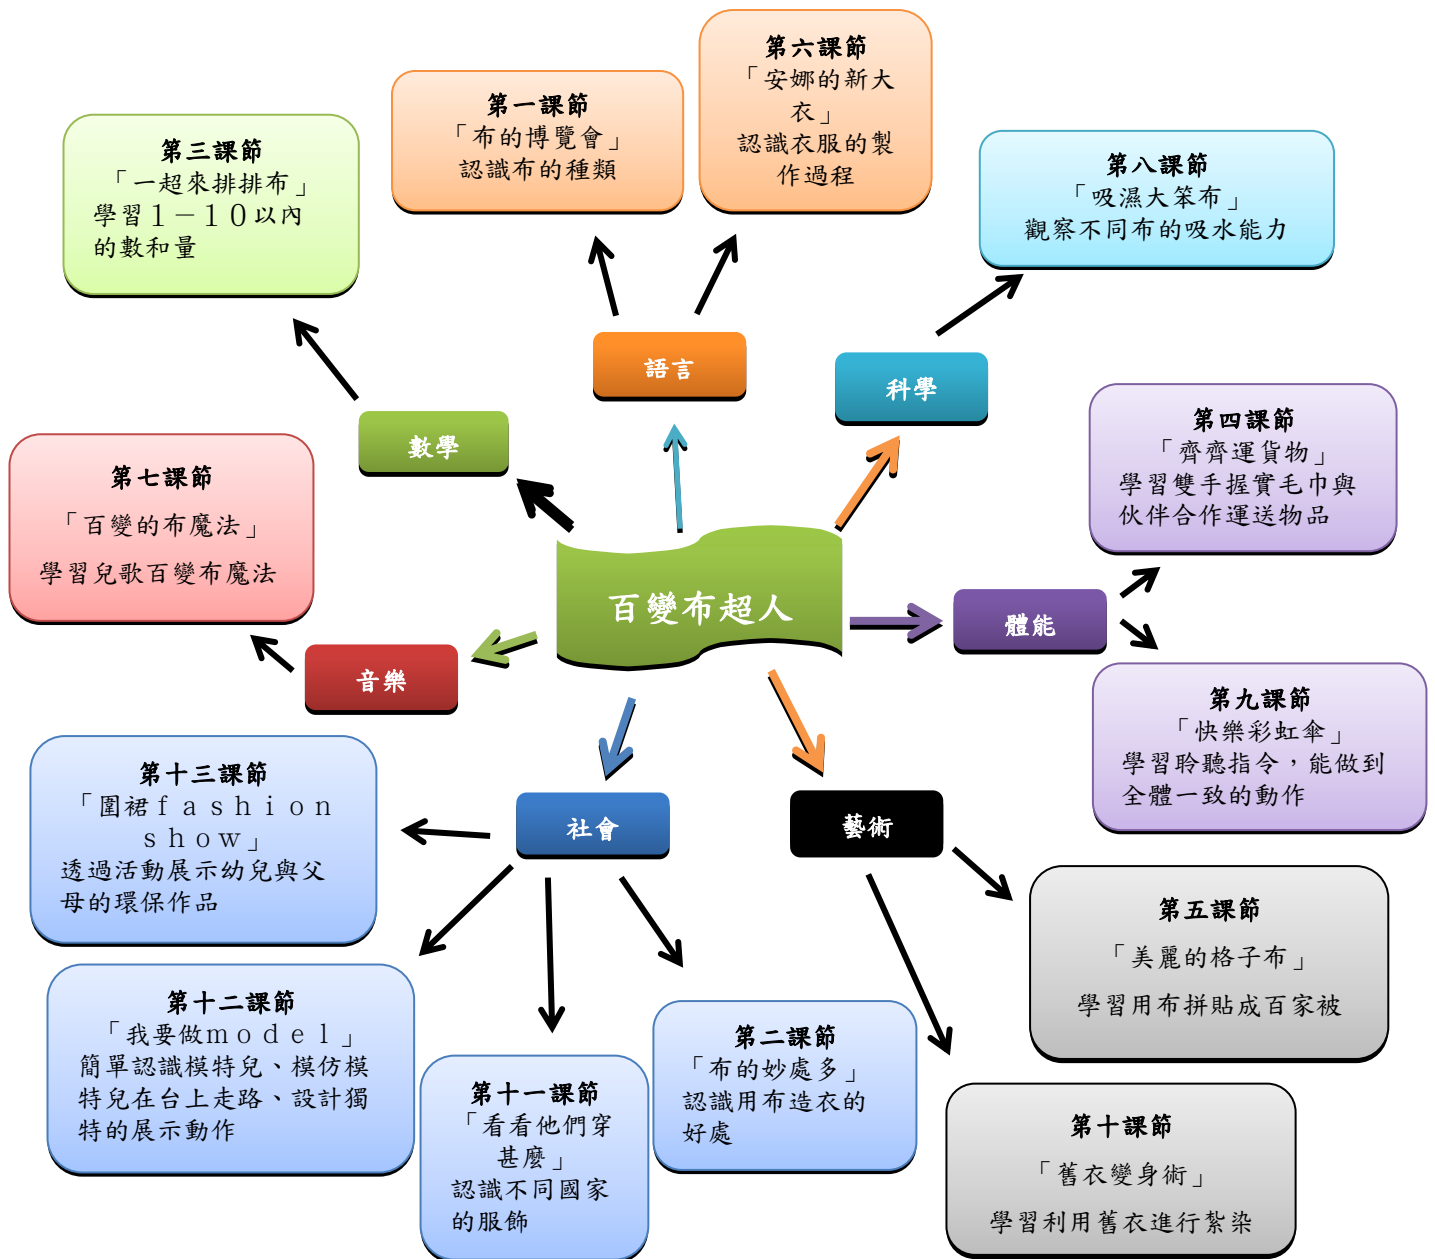 第六課節
「安娜的新大
衣」
認識衣服的製
作過程
第一課節
「布的博覽會」
認識布的種類
第三課節
「一超來排排布」
學習１－１０以內
的數和量
第八課節
「吸濕大笨布」
觀察不同布的吸水能力
語言
科學
數學
第四課節
「齊齊運貨物」
學習雙手握實毛巾與
伙伴合作運送物品
第七課節
「百變的布魔法」
學習兒歌百變布魔法
百變布超人
體能
音樂
第九課節
「快樂彩虹傘」
學習聆聽指令，能做到
全體一致的動作
第十三課節
「圍裙ｆａｓｈｉｏｎ
ｓｈｏｗ」
透過活動展示幼兒與父
母的環保作品
社會
藝術
第五課節
「美麗的格子布」
學習用布拼貼成百家被
第十二課節
「我要做ｍｏｄｅｌ」
簡單認識模特兒、模仿模
特兒在台上走路、設計獨
特的展示動作
第十一課節
「看看他們穿
甚麼」
認識不同國家
的服飾
第二課節
「布的妙處多」
認識用布造衣的
好處
第十課節
「舊衣變身術」
學習利用舊衣進行紮染